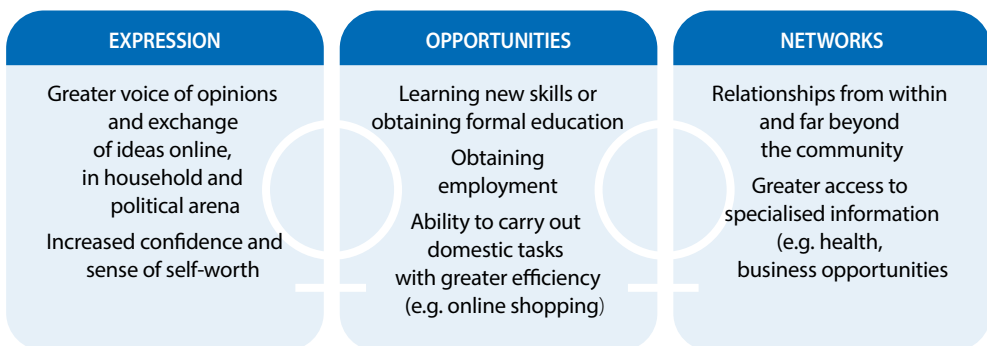 EXPRESSION
Greater voice of opinions
and exchange
of ideas online,
in household and
political arena
Increased confidence and
sense of self-worth
OPPORTUNITIES
Learning new skills or
obtaining formal education
Obtaining
employment
Ability to carry out
domestic tasks
with greater efficiency
(e.g. online shopping)
NETWORKS
Relationships from within
and far beyond
the community
Greater access to
specialised information
(e.g. health,
business opportunities